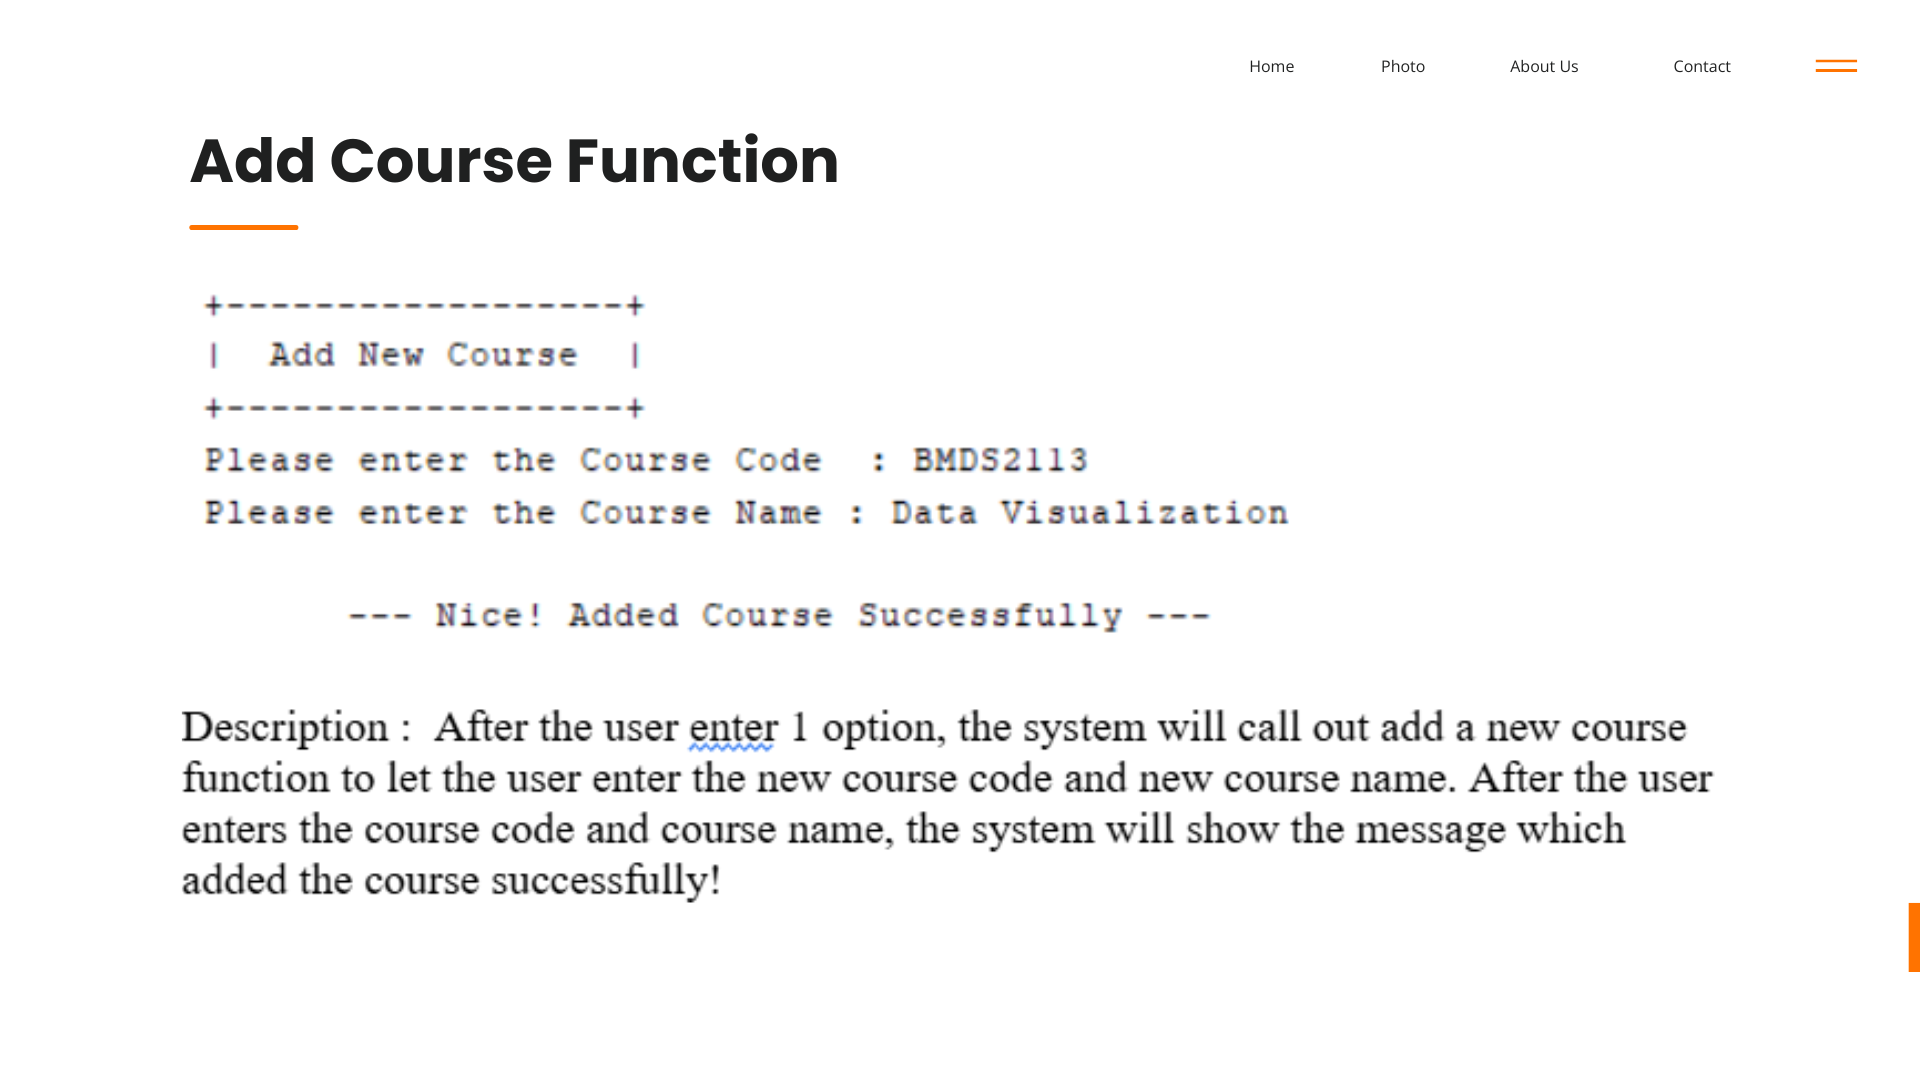 Home Photo About Us Contact
Add Course Function
+------------------+
|  Add New Course  |
+------------------+
Please enter the Course Code  : BMDS2113
Please enter the Course Name : Data Visualization
--- Nice! Added Course Successfully ---
Description :  After the user enter 1 option, the system will call out add a new course
function to let the user enter the new course code and new course name. After the user
enters the course code and course name, the system will show the message which
added the course successfully!